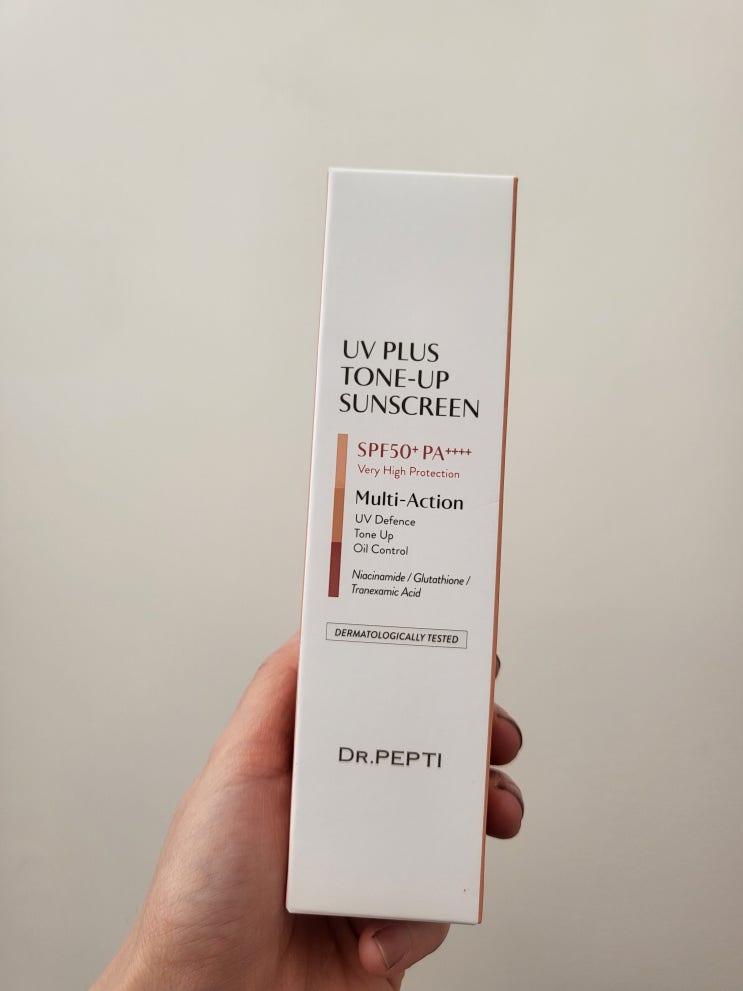 UV PLUS
TONE-UP
SUNSCREEN
SPF50+ PA++++
Very High Protection
Multi-Action
UV Defence
Tone Up
Oil Control
Niacinamide / Glutathione /
Tranexamic Acid
DERMATOLOGICALLY TESTED
DR.PEPTI